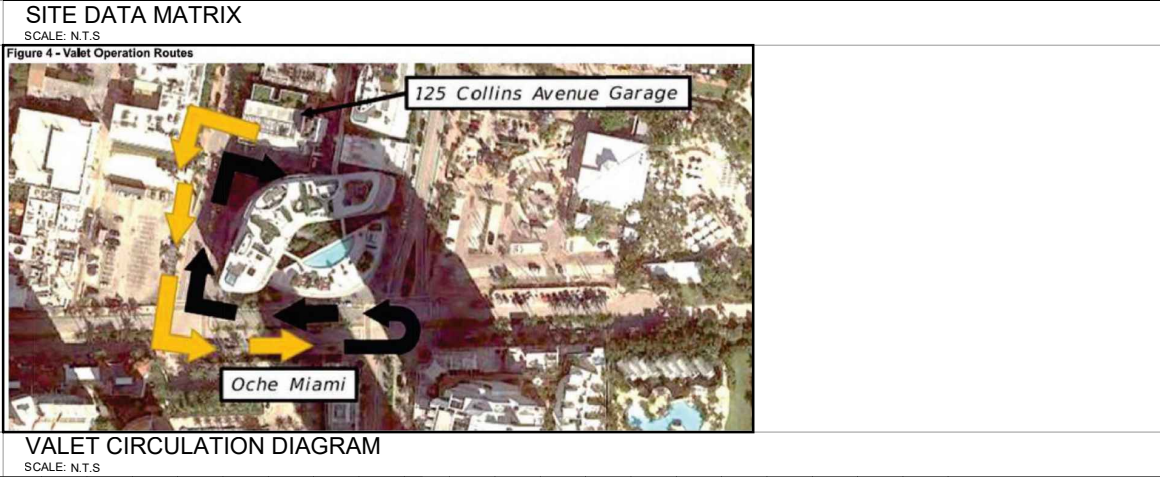 SITE DATA MATRIX
SCALE: N.T.S
Figure 4 - Valet Operation Routes
125 Collins Avenue Garage
Oche Miami
VALET CIRCULATION DIAGRAM
SCALE: N.T.S